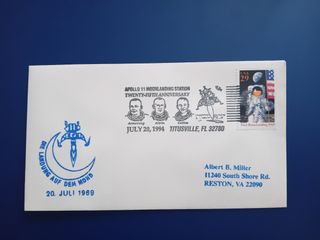 APOLLO 11 MOONLANDING STATION
TWENTY-FIFTH ANNIVERSARY
Armstrong Aldrin Collins
JULY 20, 1994 TITUSVILLE, FL 32780
USA
29
DIE LANDUNG AUF DEM MOND
20. JULI 1969
Albert B. Miller
11240 South Shore Rd.
RESTON, VA 22090